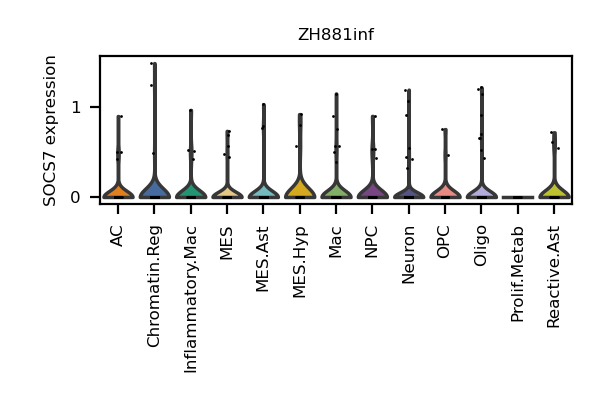 ZH881inf
SOCS7 expression
1
0
AC
Chromatin.Reg
Inflammatory.Mac
MES
MES.Ast
MES.Hyp
Mac
NPC
Neuron
OPC
Oligo
Prolif.Metab
Reactive.Ast